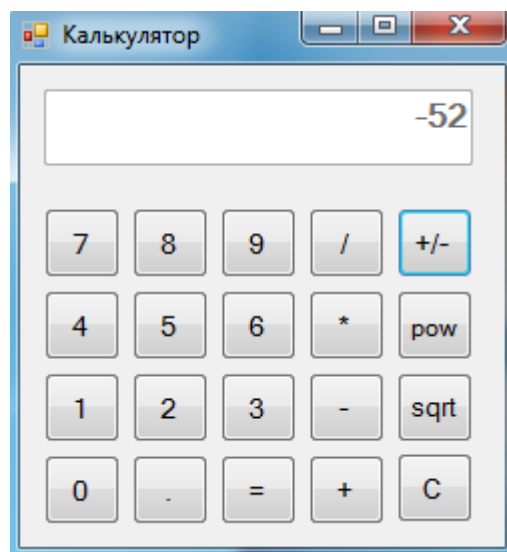 Калькулятор
-52
7 8 9 / +/-
4 5 6 * pow
1 2 3 - sqrt
0 . = + C